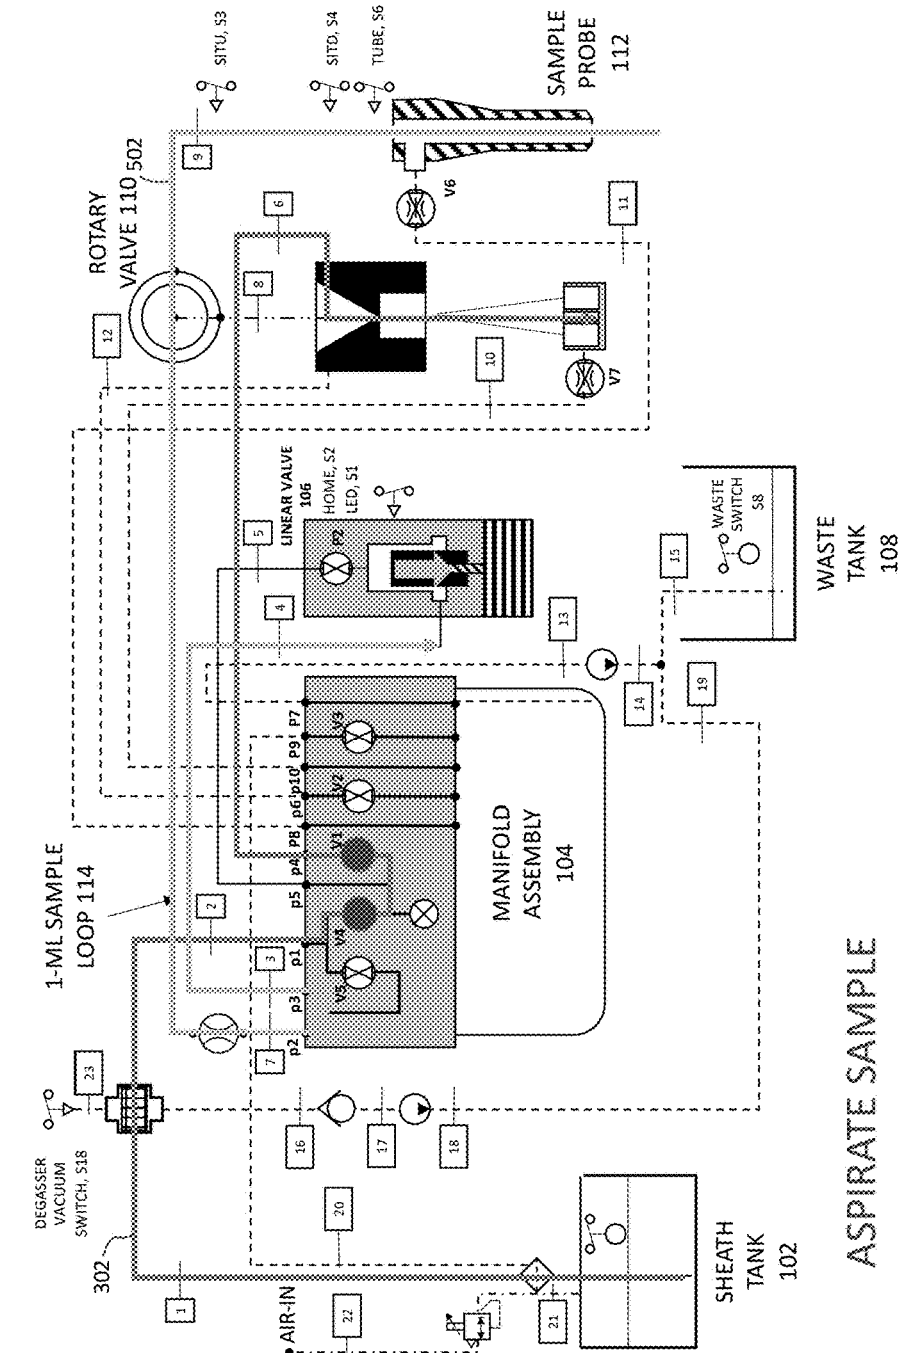 SITU, S3
SITD, S4
TUBE, S6
SAMPLE
PROBE
112
ROTARY
VALVE 110
502
9
6
8
12
V6
11
10
V7
LINEAR VALVE
106
HOME, S2
LED, S1
5
4
P2
WASTE
SWITCH
S8
WASTE
TANK
108
15
13
14
19
1-ML SAMPLE
LOOP 114
2
3
7
P7
P9
p10
p6
P8
p4
p5
p1
p3
p2
V3
V2
V1
V4
V5
MANIFOLD
ASSEMBLY
104
23
DEGASSER
VACUUM
SWITCH, S18
16
17
18
302
1
20
AIR-IN
22
21
SHEATH
TANK
102
ASPIRATE SAMPLE